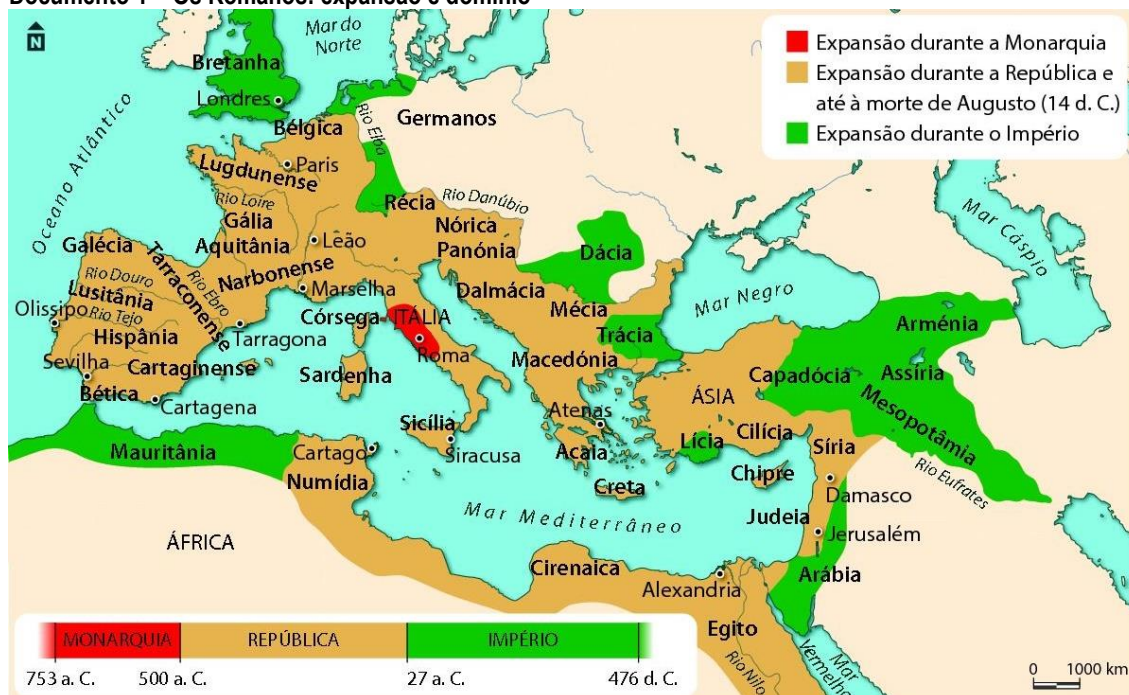 Documento 1 – Os Romanos: expansão e domínio
N
Mar do
Norte
Expansão durante a Monarquia
Expansão durante a República e
até à morte de Augusto (14 d. C.)
Expansão durante o Império
Bretanha
Londres
Oceano Atlântico
Bélgica
Rio Elba
Germanos
Paris
Lugdunense
Rio Loire
Récia
Rio Danúbio
Gália
Nórica
Galécia
Aquitânia
Leão
Panónia
Dácia
Mar Cáspio
Tarraconense
Rio Douro
Rio Ebro
Narbonense
Lusitânia
Marselha
Dalmácia
Mécia
Mar Negro
Olissipo
Rio Tejo
Córsega
ITÁLIA
Trácia
Arménia
Hispânia
Tarragona
Roma
Macedónia
Sevilha
Cartaginense
Sardenha
Capadócia
Assíria
Bética
ÁSIA
Mesopotâmia
Cartagena
Atenas
Sicília
Lícia
Cilícia
Síria
Mauritânia
Cartago
Siracusa
Acaia
Chipre
Rio Eufrates
Numídia
Creta
Damasco
Mar Mediterrâneo
Judeia
Jerusalém
ÁFRICA
Cirenaica
Arábia
Alexandria
Egito
Rio Nilo
Mar
Vermelho
MONARQUIA
REPÚBLICA
IMPÉRIO
753 a. C.
500 a. C.
27 a. C.
476 d. C.
0 1000 km